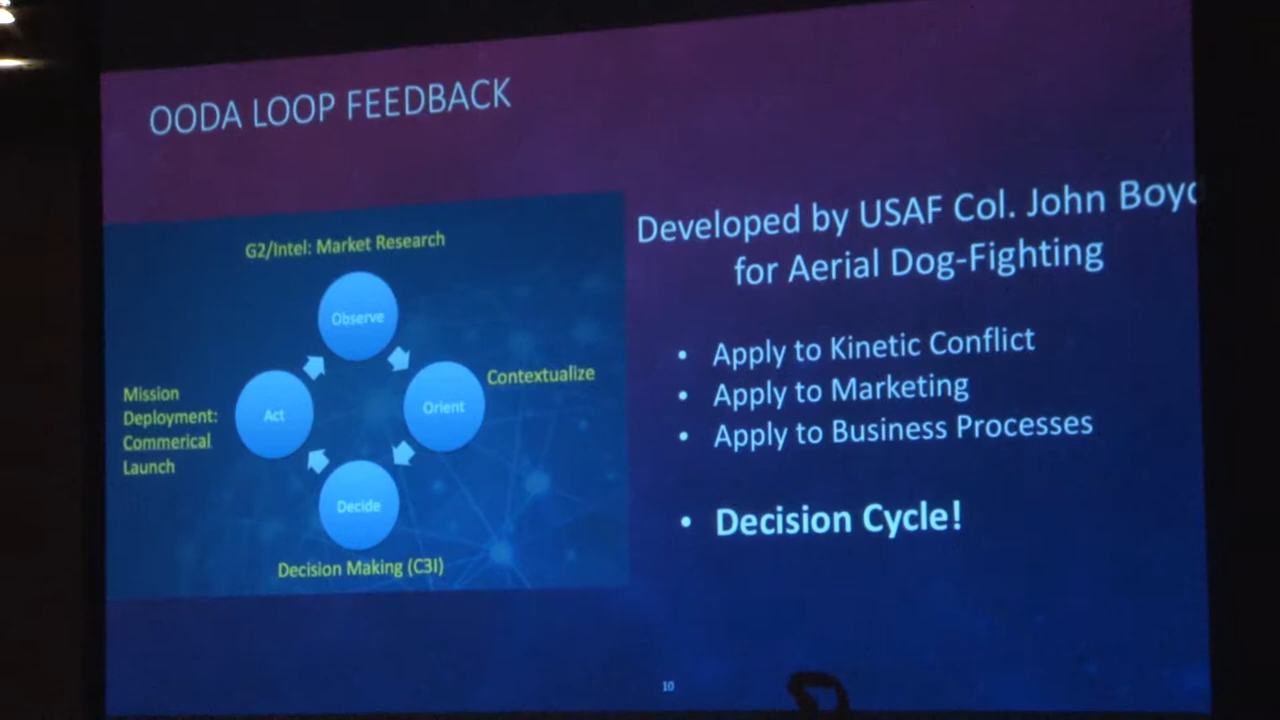 OODA LOOP FEEDBACK
G2/Intel: Market Research
Observe
Contextualize
Orient
Mission
Deployment:
Commerical
Launch
Act
Decide
Decision Making (C3I)
Developed by USAF Col. John Boyd
for Aerial Dog-Fighting
• Apply to Kinetic Conflict
• Apply to Marketing
• Apply to Business Processes
• Decision Cycle!
10